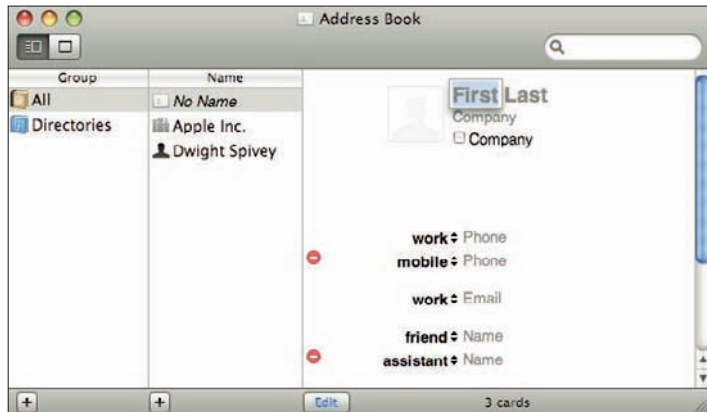 Address Book
Group
Name
All
Directories
No Name
Apple Inc.
Dwight Spivey
First Last
Company
Company
work Phone
mobile Phone
work Email
friend Name
assistant Name
Edit
3 cards